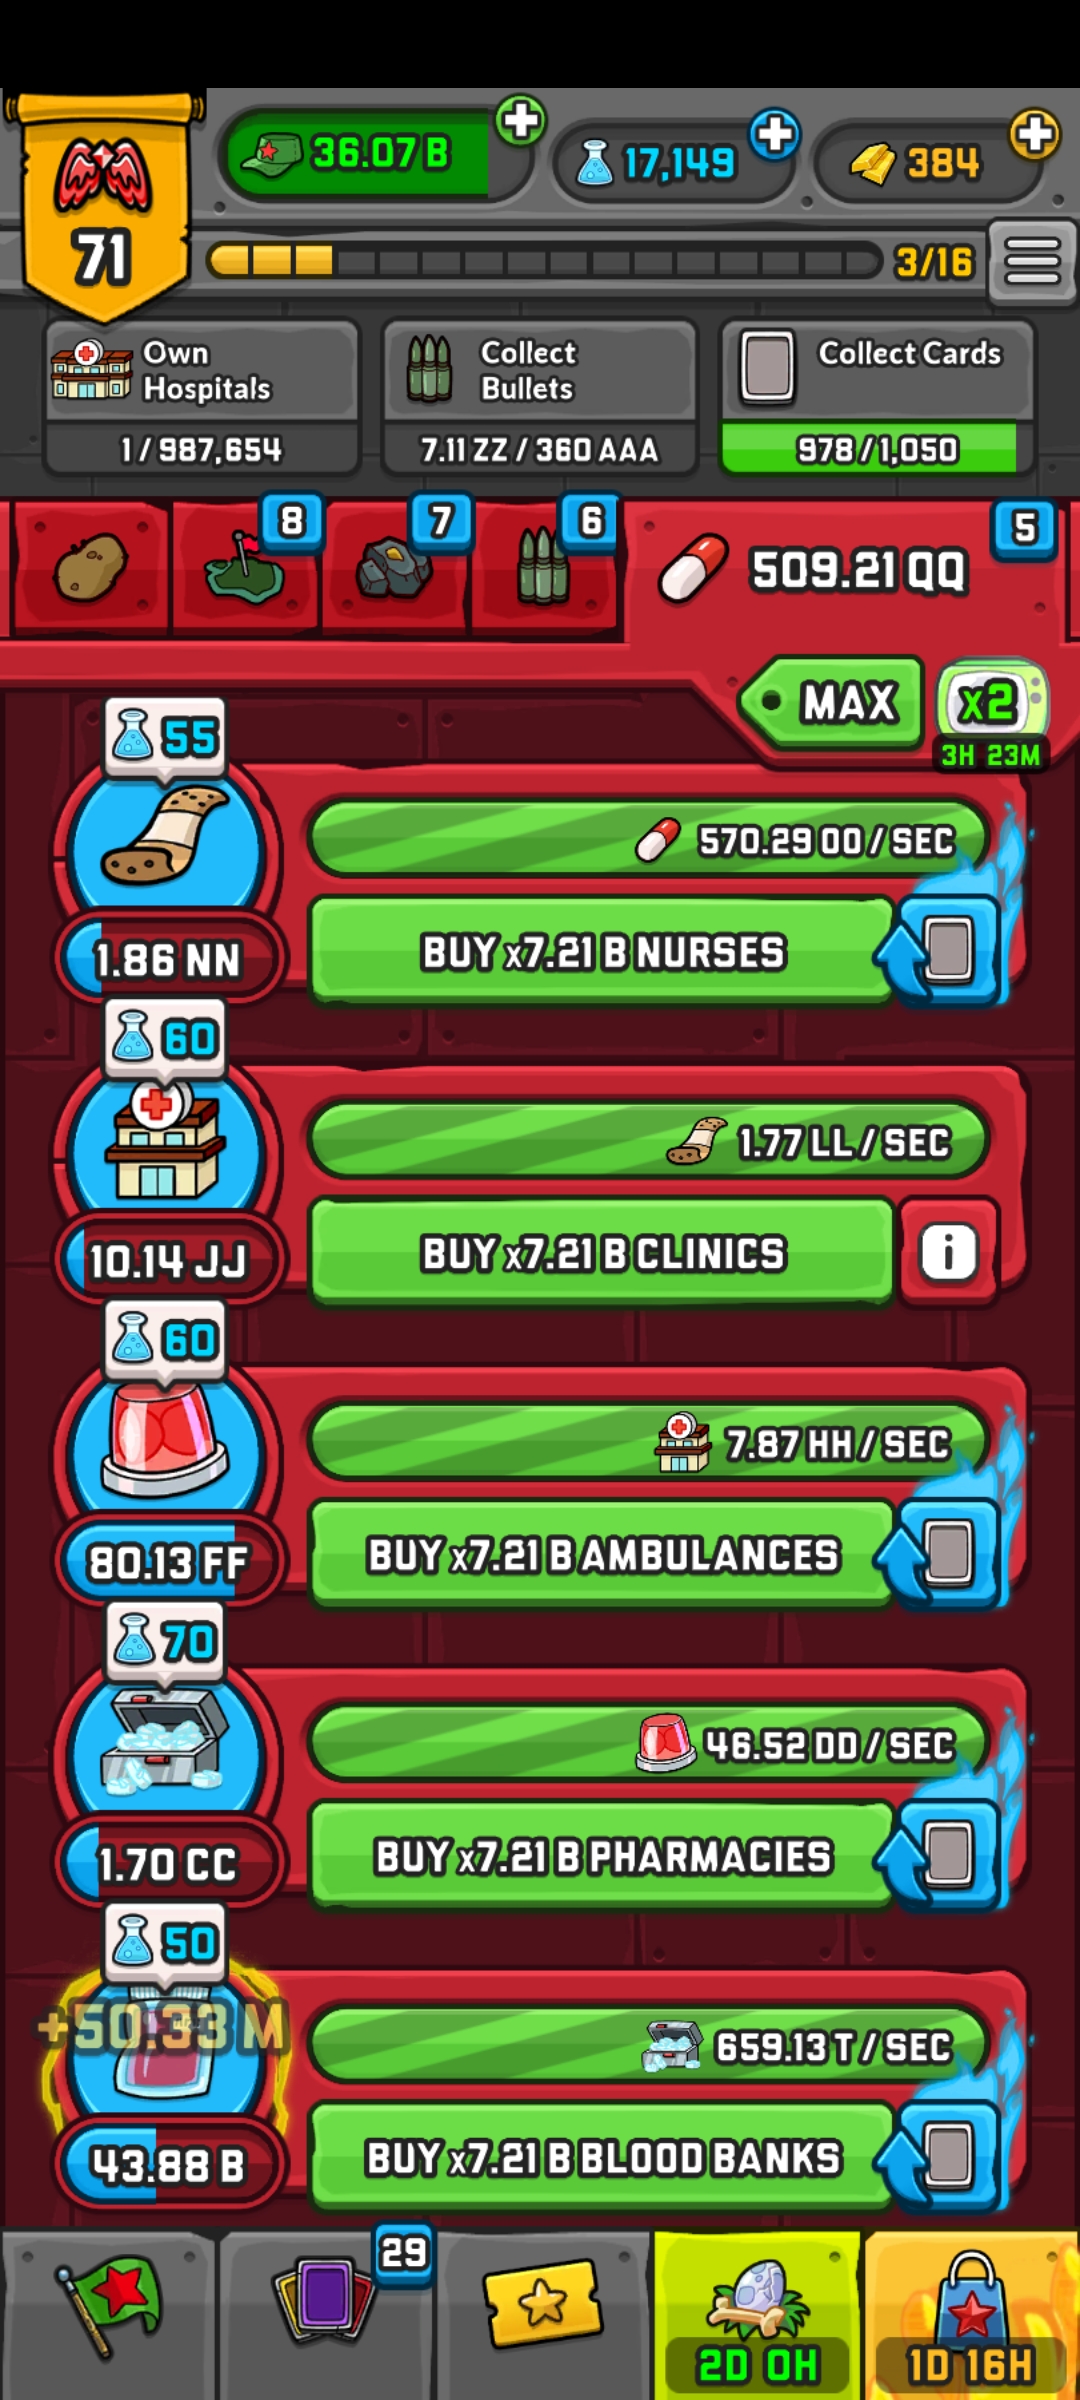 71
36.07 B
17,149
384
3/16
Own
Hospitals
1 / 987,654
Collect
Bullets
7.11 ZZ / 360 AAA
Collect Cards
978 / 1,050
8
7
6
509.21 QQ
5
MAX
x2
3H 23M
55
570.29 OO / SEC
1.86 NN
BUY x7.21 B NURSES
60
1.77 LL / SEC
10.14 JJ
BUY x7.21 B CLINICS
i
60
7.87 HH / SEC
80.13 FF
BUY x7.21 B AMBULANCES
70
46.52 DD / SEC
1.70 CC
BUY x7.21 B PHARMACIES
50
+50.33 M
659.13 T / SEC
43.88 B
BUY x7.21 B BLOOD BANKS
29
2D 0H
1D 16H